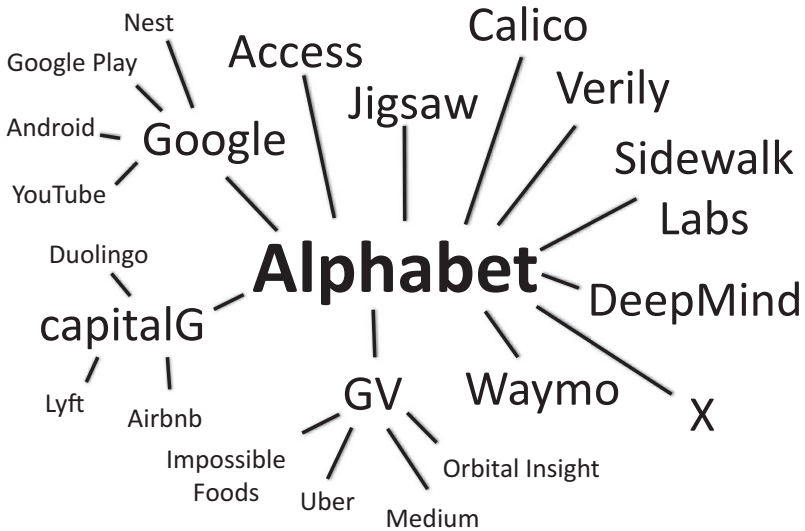 Nest
Calico
Access
Google Play
Jigsaw
Verily
Android
Google
Sidewalk
Labs
YouTube
Duolingo
Alphabet
DeepMind
capitalG
Waymo
GV
X
Lyft
Airbnb
Impossible
Foods
Orbital Insight
Uber
Medium